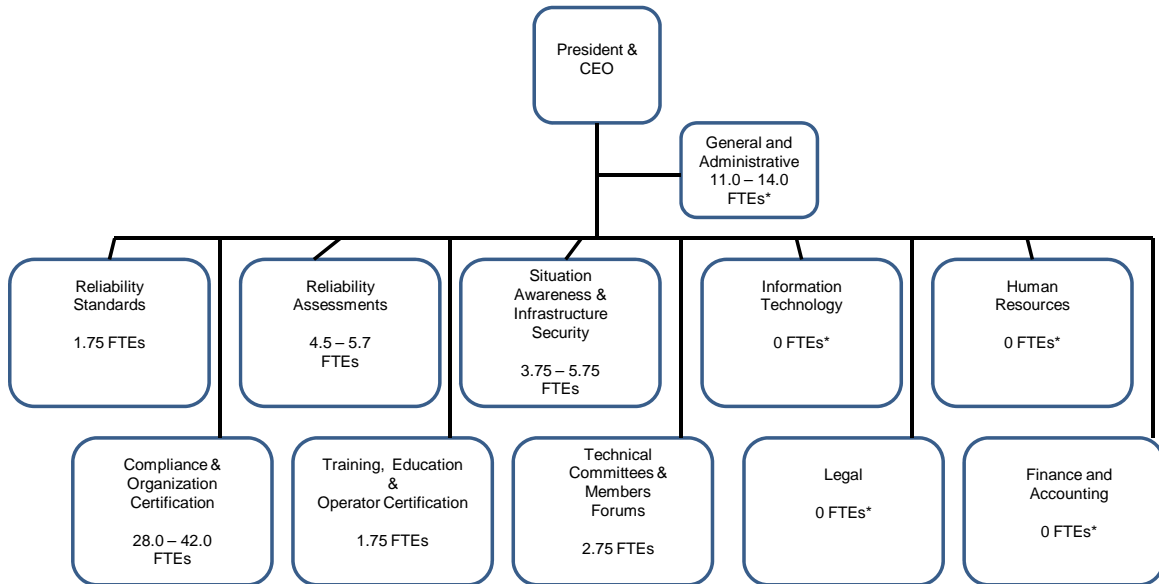 President &
CEO
General and
Administrative
11.0 – 14.0
FTEs*
Reliability
Standards
1.75 FTEs
Reliability
Assessments
4.5 – 5.7
FTEs
Situation
Awareness &
Infrastructure
Security
3.75 – 5.75
FTEs
Information
Technology
0 FTEs*
Human
Resources
0 FTEs*
Compliance &
Organization
Certification
28.0 – 42.0
FTEs
Training, Education
&
Operator Certification
1.75 FTEs
Technical
Committees &
Members
Forums
2.75 FTEs
Legal
0 FTEs*
Finance and
Accounting
0 FTEs*